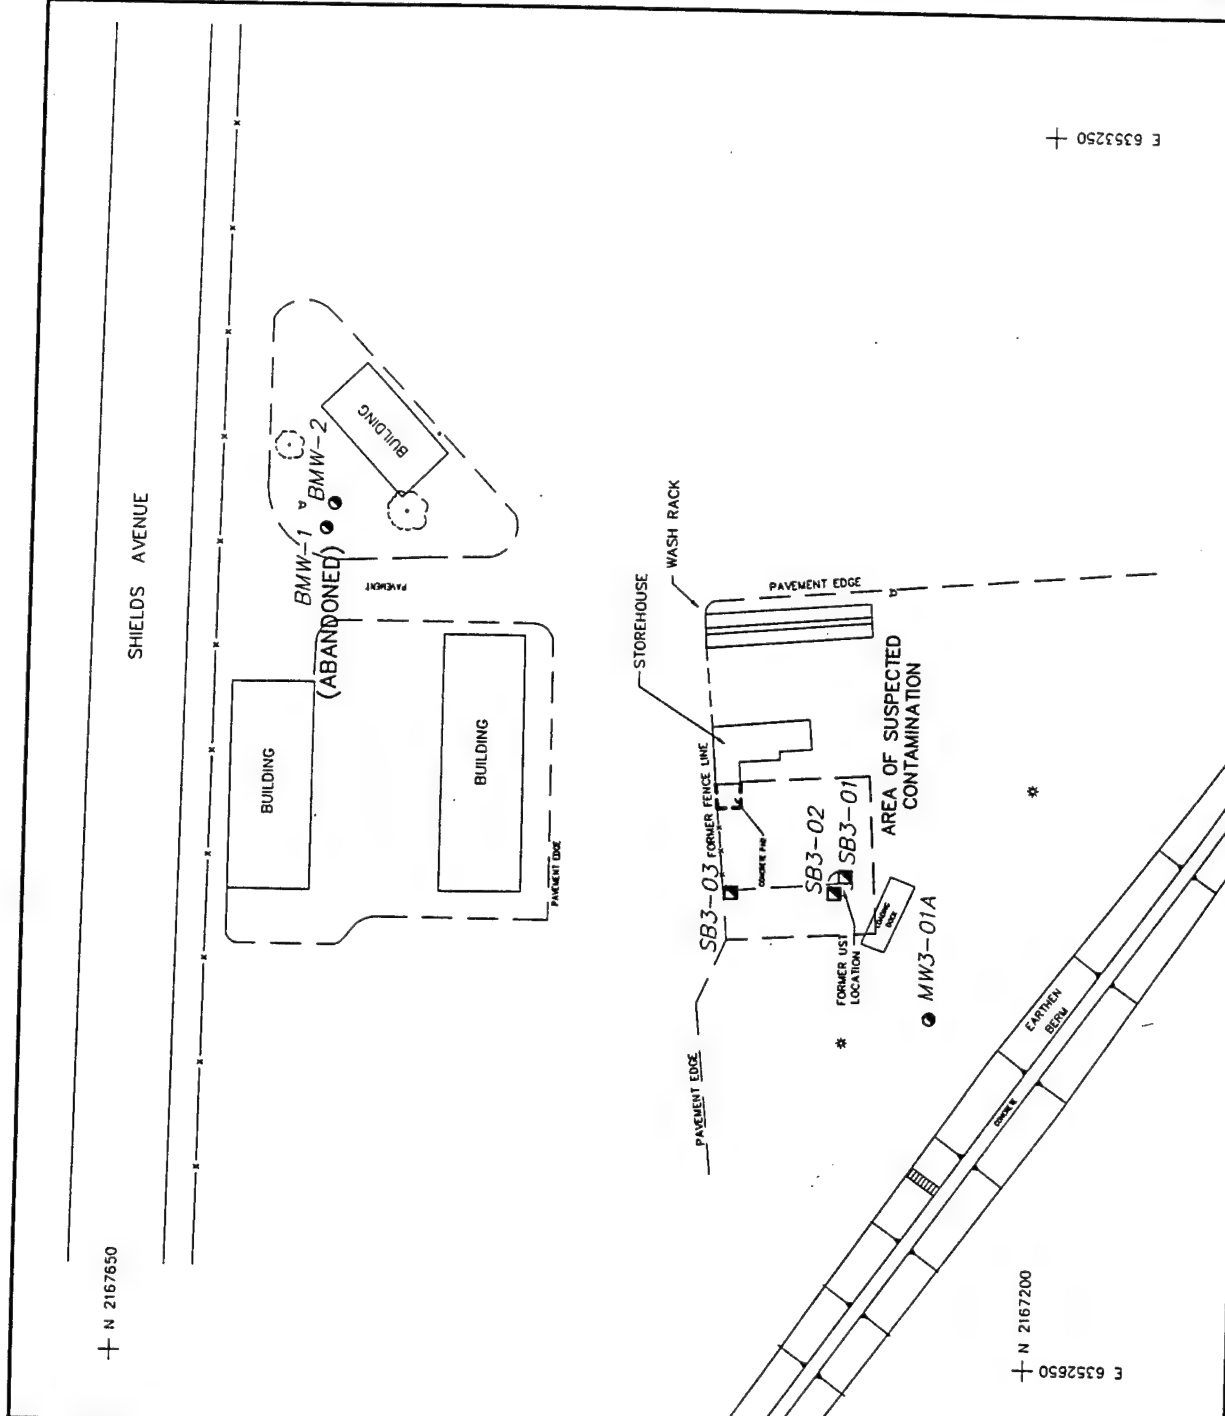 SHIELDS AVENUE
E 6353250
BUILDING
BMW-2
BMW-1
(ABANDONED)
PAVEMENT
BUILDING
BUILDING
PAVEMENT EDGE
WASH RACK
STOREHOUSE
PAVEMENT EDGE
AREA OF SUSPECTED
CONTAMINATION
FORMER FENCE LINE
SB3-03
SB3-02
SB3-01
FORMER UST
LOCATION
LOADING
DOCK
MW3-01A
PAVEMENT EDGE
EARTHEN
BERM
CONCRETE
N 2167650
N 2167200
E 6352650